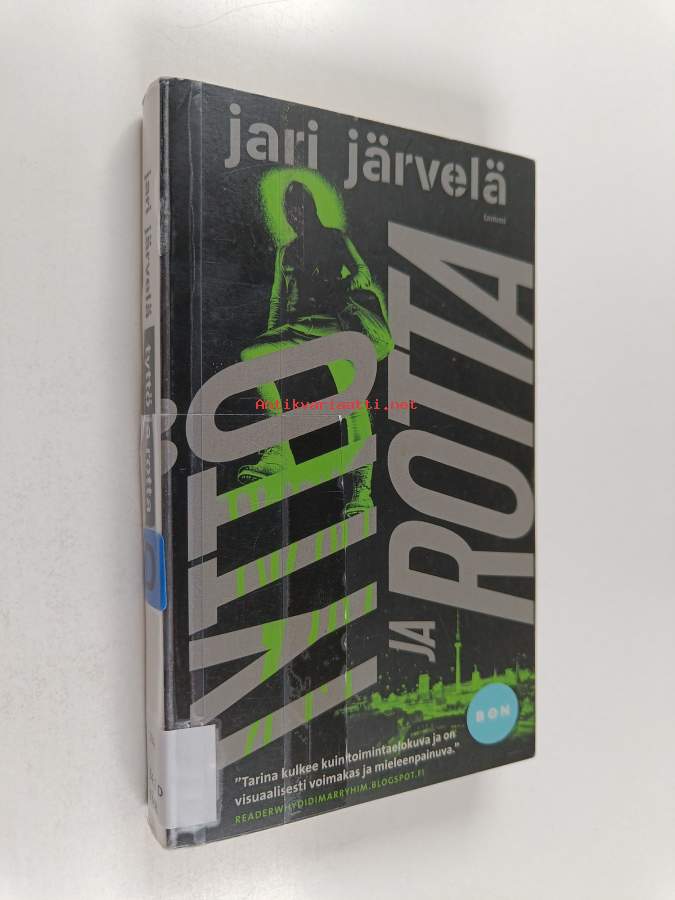 jari järvelä
tammi
TYTTÖ
JA ROTTA
Antikvariaatti.net
BON
"Tarina kulkee kuin toimintaelokuva ja on
visuaalisesti voimakas ja mieleenpainuva."
READERWHYDIDIMARRYHIM.BLOGSPOT.FI
jari järvelä tyttö ja rotta